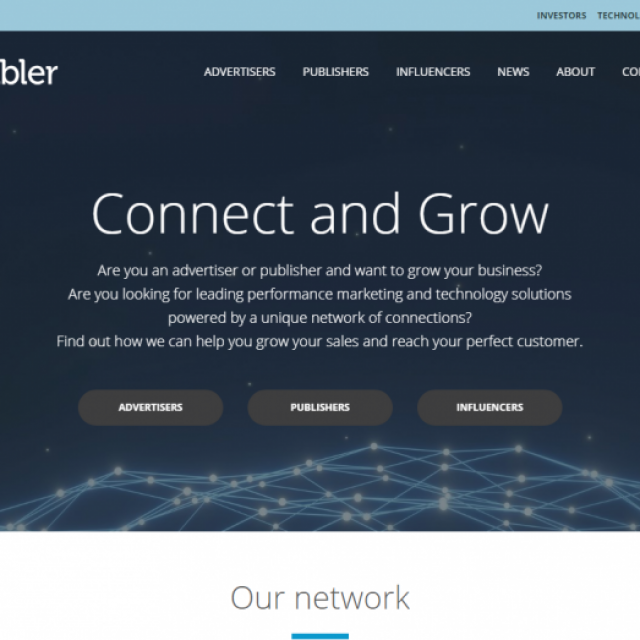 INVESTORS TECHNOL
bler
ADVERTISERS PUBLISHERS INFLUENCERS NEWS ABOUT CO
Connect and Grow
Are you an advertiser or publisher and want to grow your business?
Are you looking for leading performance marketing and technology solutions
powered by a unique network of connections?
Find out how we can help you grow your sales and reach your perfect customer.
ADVERTISERS PUBLISHERS INFLUENCERS
Our network